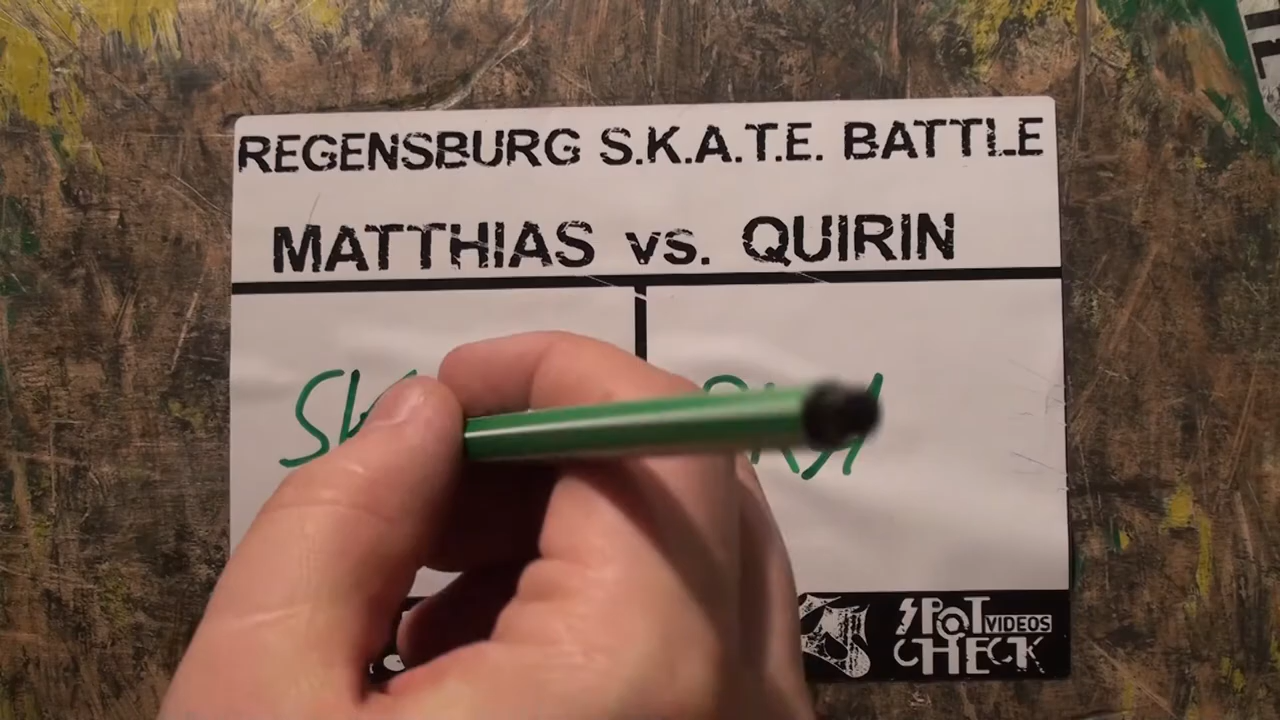 REGENSBURG S.K.A.T.E. BATTLE
MATTHIAS vs. QUIRIN
SPOT VIDEOS
CHECK